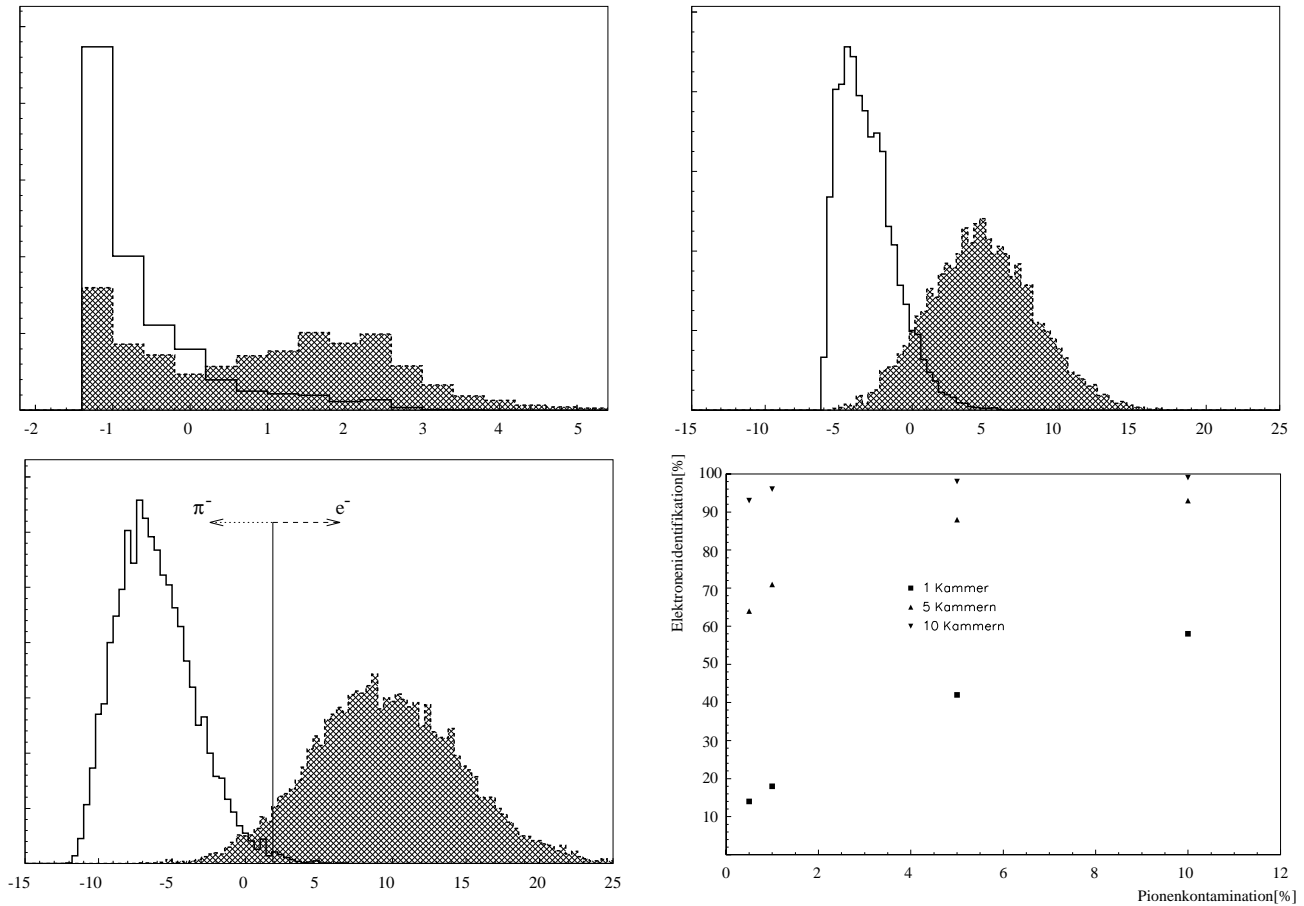 -2 -1 0 1 2 3 4 5
-15 -10 -5 0 5 10 15 20 25
π- e-
-15 -10 -5 0 5 10 15 20 25
Elektronenidentifikation[%]
100
90
80
70
60
50
40
30
20
10
1 Kammer
5 Kammern
10 Kammern
0 2 4 6 8 10 12
Pionenkontamination[%]